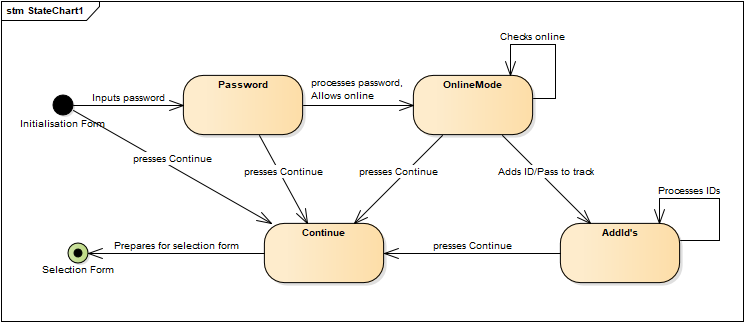 stm StateChart1
Checks online
Password
OnlineMode
processes password,
Allows online
Inputs password
Initialisation Form
presses Continue
presses Continue
presses Continue
Adds ID/Pass to track
Processes IDs
Continue
AddId's
Prepares for selection form
presses Continue
Selection Form